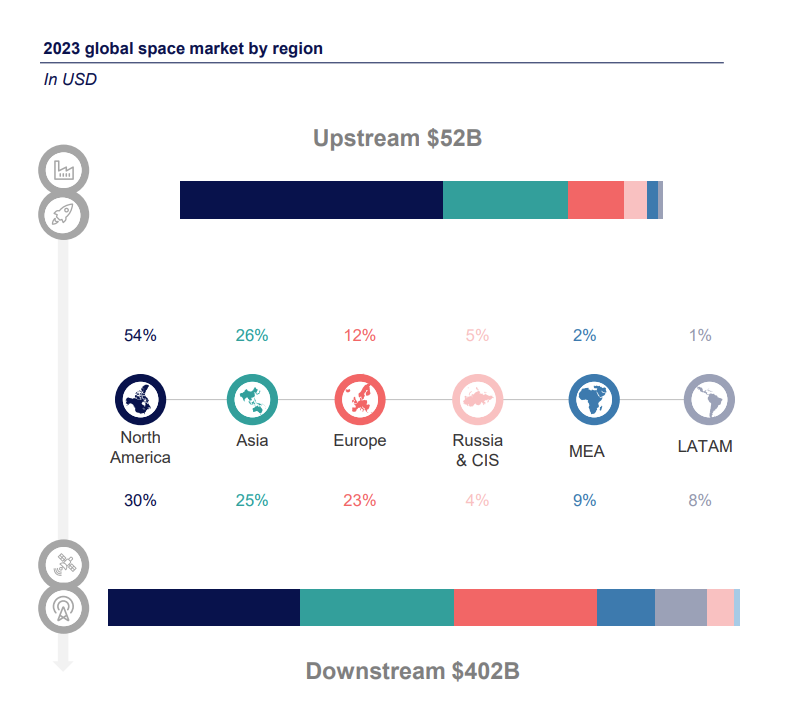 2023 global space market by region
In USD
Upstream $52B
54% 26% 12% 5% 2% 1%
North America
Asia
Europe
Russia & CIS
MEA
LATAM
30% 25% 23% 4% 9% 8%
Downstream $402B